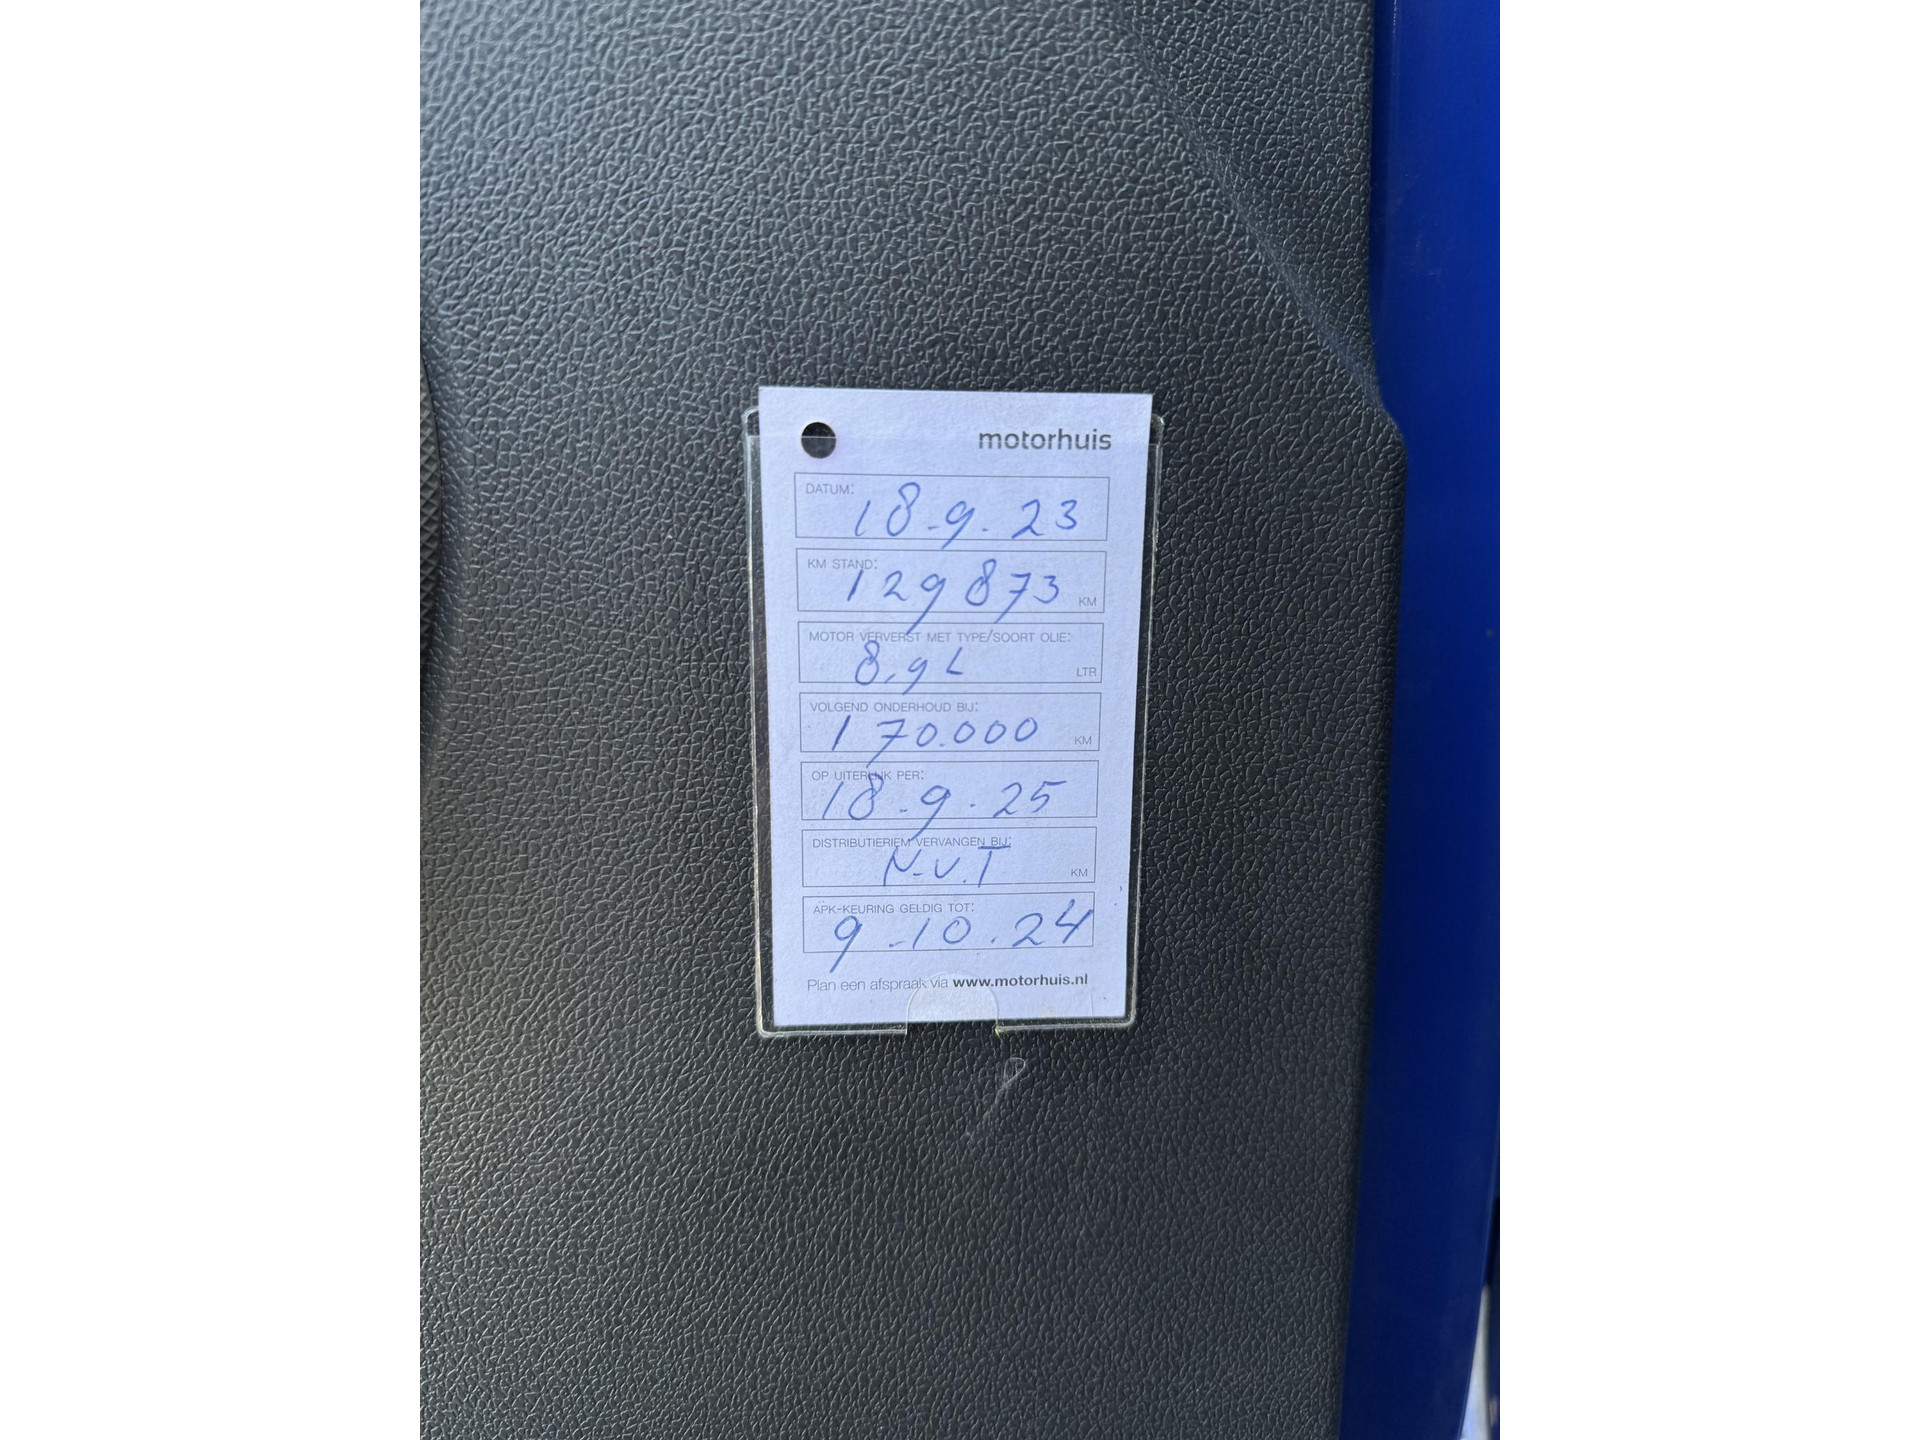 motorhuis
DATUM:
18-9-23
KM STAND:
129873
KM
MOTOR VERVERST MET TYPE/SOORT OLIE:
8,9 L
LTR
VOLGEND ONDERHOUD BIJ:
170.000
KM
OP UITERLIJK PER:
18-9-25
DISTRIBUTIERIEM VERVANGEN BIJ:
N.V.T
KM
APK-KEURING GELDIG TOT:
9-10.24
Plan een afspraak via www.motorhuis.nl